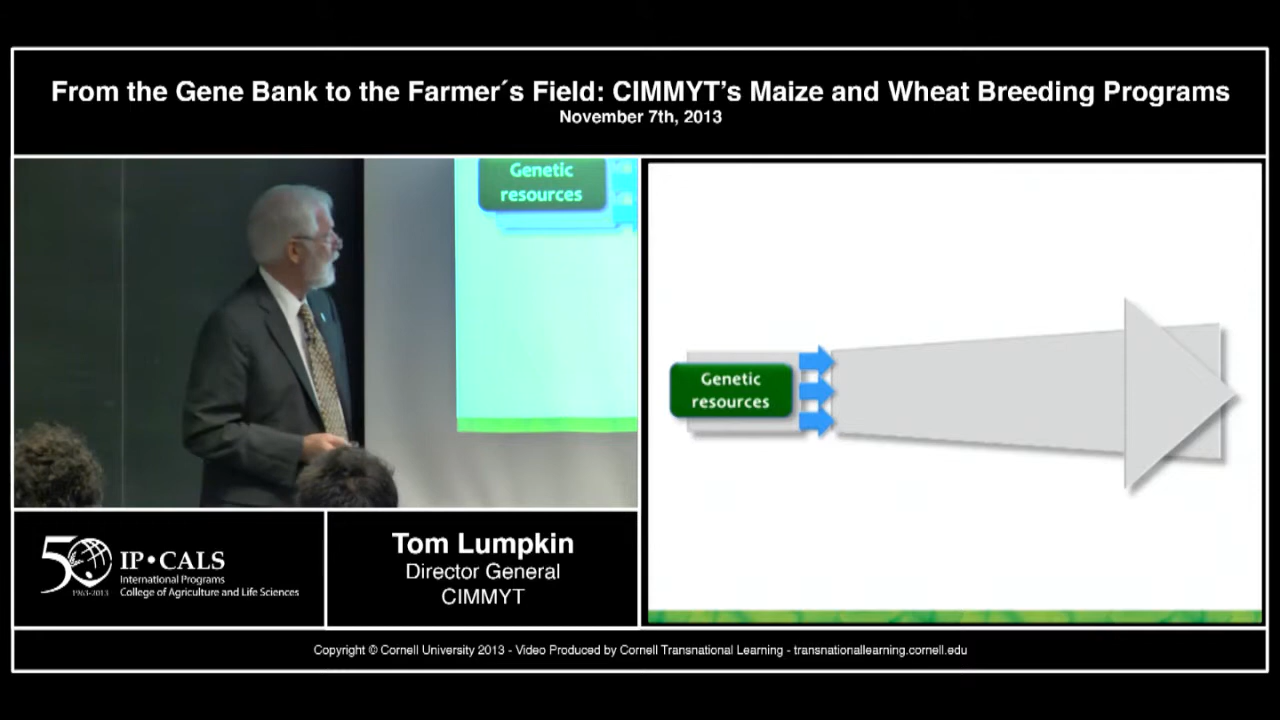 From the Gene Bank to the Farmer´s Field: CIMMYT's Maize and Wheat Breeding Programs
November 7th, 2013
Genetic
resources
Genetic
resources
50
1963-2013
IP•CALS
International Programs
College of Agriculture and Life Sciences
Tom Lumpkin
Director General
CIMMYT
Copyright © Cornell University 2013 - Video Produced by Cornell Transnational Learning - transnationallearning.cornell.edu